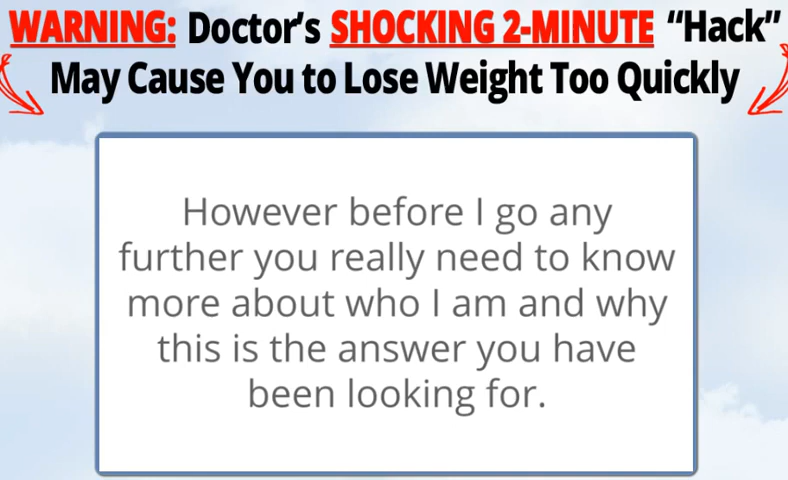 WARNING: Doctor's SHOCKING 2-MINUTE “Hack”
May Cause You to Lose Weight Too Quickly
However before I go any
further you really need to know
more about who I am and why
this is the answer you have
been looking for.